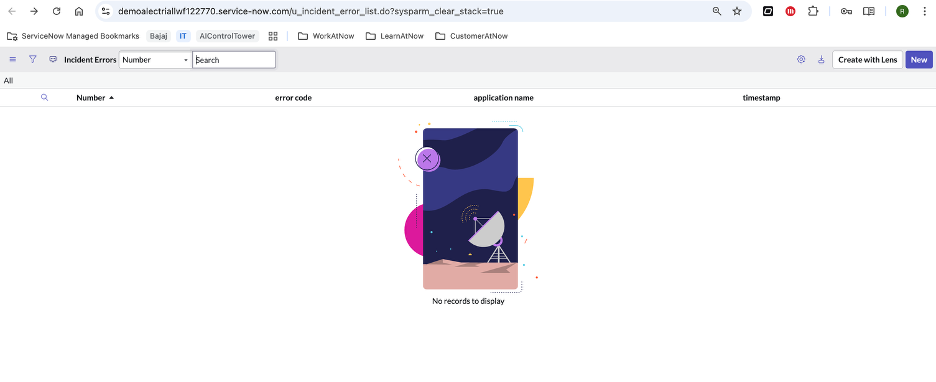 demoalectriallwf122770.service-now.com/u_incident_error_list.do?sysparm_clear_stack=true
R
ServiceNow Managed Bookmarks Bajaj IT AIControlTower WorkAtNow LearnAtNow CustomerAtNow
Incident Errors Number Search Create with Lens New
All
Number error code application name timestamp
No records to display